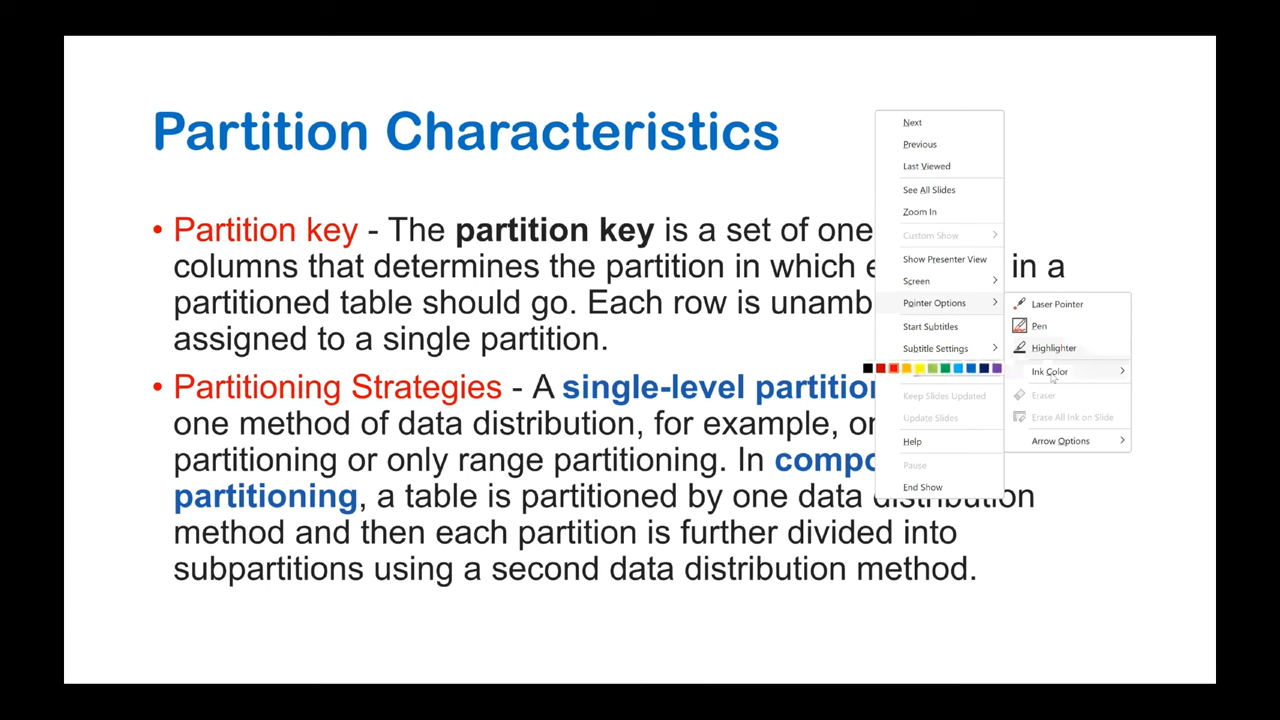 Partition Characteristics
• Partition key - The partition key is a set of one
columns that determines the partition in which e in a
partitioned table should go. Each row is unamb
assigned to a single partition.
• Partitioning Strategies - A single-level partition
one method of data distribution, for example, on
partitioning or only range partitioning. In compo
partitioning, a table is partitioned by one data distribution
method and then each partition is further divided into
subpartitions using a second data distribution method.
Next
Previous
Last Viewed
See All Slides
Zoom In
Custom Show
Show Presenter View
Screen
Pointer Options
Start Subtitles
Subtitle Settings
Keep Slides Updated
Update Slides
Help
Pause
End Show
Laser Pointer
Pen
Highlighter
Ink Color
Eraser
Erase All Ink on Slide
Arrow Options